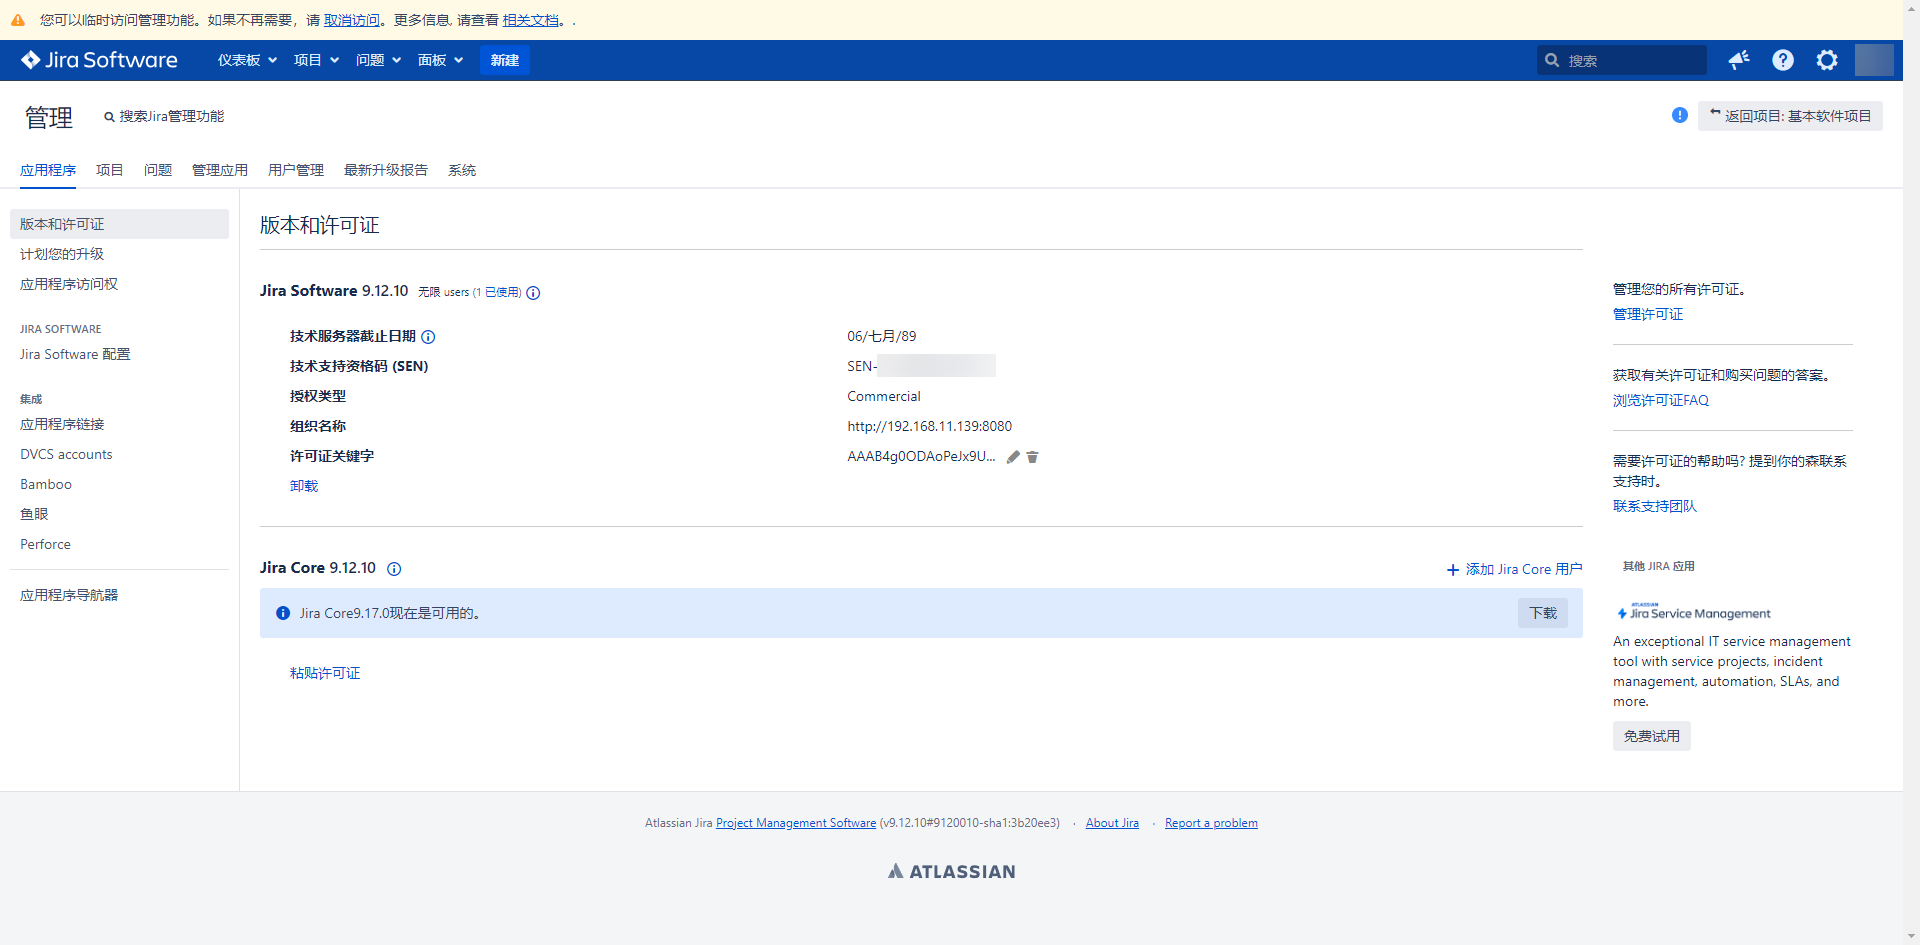 您可以临时访问管理功能。如果不再需要，请 取消访问。更多信息, 请查看 相关文档。.
Jira Software 仪表板 项目 问题 面板 新建 搜索
管理 搜索Jira管理功能 返回项目: 基本软件项目
应用程序 项目 问题 管理应用 用户管理 最新升级报告 系统
版本和许可证
计划您的升级
应用程序访问权
JIRA SOFTWARE
Jira Software 配置
集成
应用程序链接
DVCS accounts
Bamboo
鱼眼
Perforce
应用程序导航器
版本和许可证
Jira Software 9.12.10 无限 users (1 已使用)
技术服务器截止日期 06/七月/89
技术支持资格码 (SEN) SEN-
授权类型 Commercial
组织名称 http://192.168.11.139:8080
许可证关键字 AAAB4g0ODAoPeJx9U...
卸载
Jira Core 9.12.10 添加 Jira Core 用户
Jira Core9.17.0现在是可用的。 下载
粘贴许可证
管理您的所有许可证。
管理许可证
获取有关许可证和购买问题的答案。
浏览许可证FAQ
需要许可证的帮助吗? 提到你的森联系
支持时。
联系支持团队
其他 JIRA 应用
ATLASSIAN
Jira Service Management
An exceptional IT service management
tool with service projects, incident
management, automation, SLAs, and
more.
免费试用
Atlassian Jira Project Management Software (v9.12.10#9120010-sha1:3b20ee3) · About Jira · Report a problem
ATLASSIAN